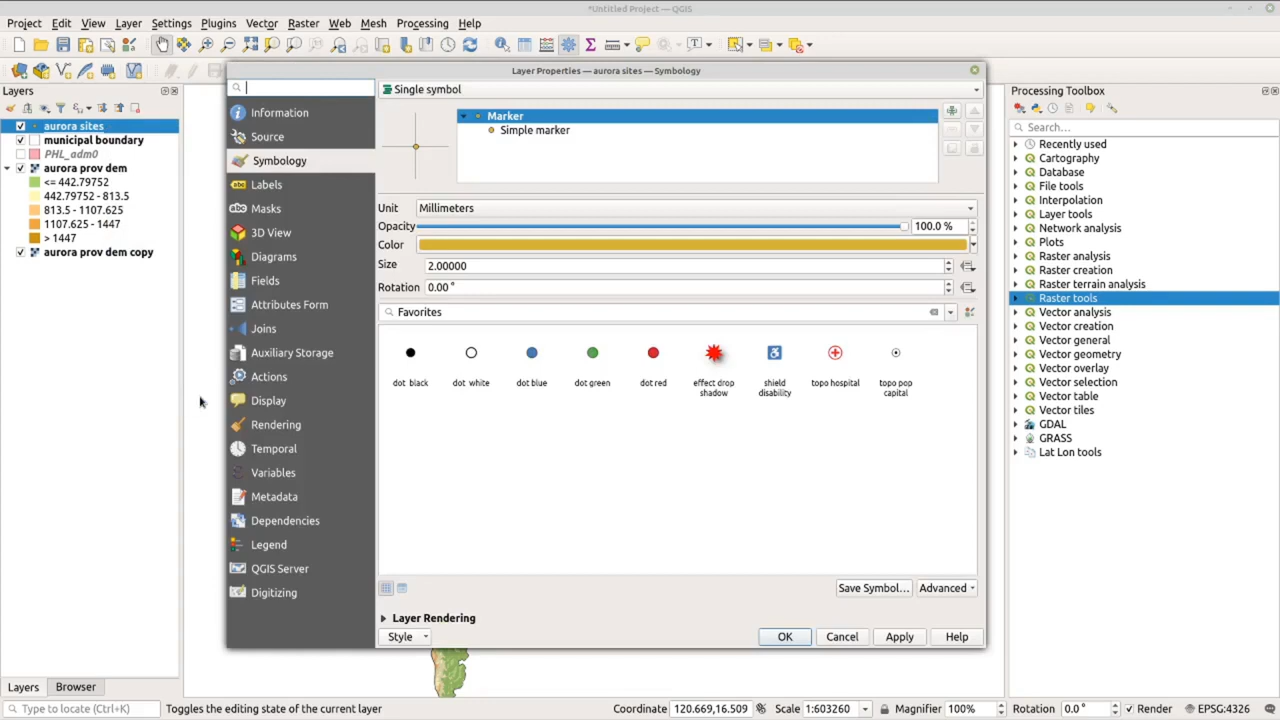 *Untitled Project — QGIS
Project Edit View Layer Settings Plugins Vector Raster Web Mesh Processing Help
Layers
aurora sites
municipal boundary
PHL_adm0
aurora prov dem
<= 442.79752
442.79752 - 813.5
813.5 - 1107.625
1107.625 - 1447
> 1447
aurora prov dem copy
Layers Browser
Layer Properties — aurora sites — Symbology
Information
Source
Symbology
Labels
Masks
3D View
Diagrams
Fields
Attributes Form
Joins
Auxiliary Storage
Actions
Display
Rendering
Temporal
Variables
Metadata
Dependencies
Legend
QGIS Server
Digitizing
Single symbol
Marker
Simple marker
Unit Millimeters
Opacity 100.0 %
Color
Size 2.00000
Rotation 0.00 °
Favorites
dot black dot white dot blue dot green dot red effect drop shadow shield disability topo hospital topo pop capital
Save Symbol... Advanced
Layer Rendering
Style OK Cancel Apply Help
Processing Toolbox
Search...
Recently used
Cartography
Database
File tools
Interpolation
Layer tools
Network analysis
Plots
Raster analysis
Raster creation
Raster terrain analysis
Raster tools
Vector analysis
Vector creation
Vector general
Vector geometry
Vector overlay
Vector selection
Vector table
Vector tiles
GDAL
GRASS
Lat Lon tools
Type to locate (Ctrl+K) Toggles the editing state of the current layer Coordinate 120.669,16.509 Scale 1:603260 Magnifier 100% Rotation 0.0 ° Render EPSG:4326